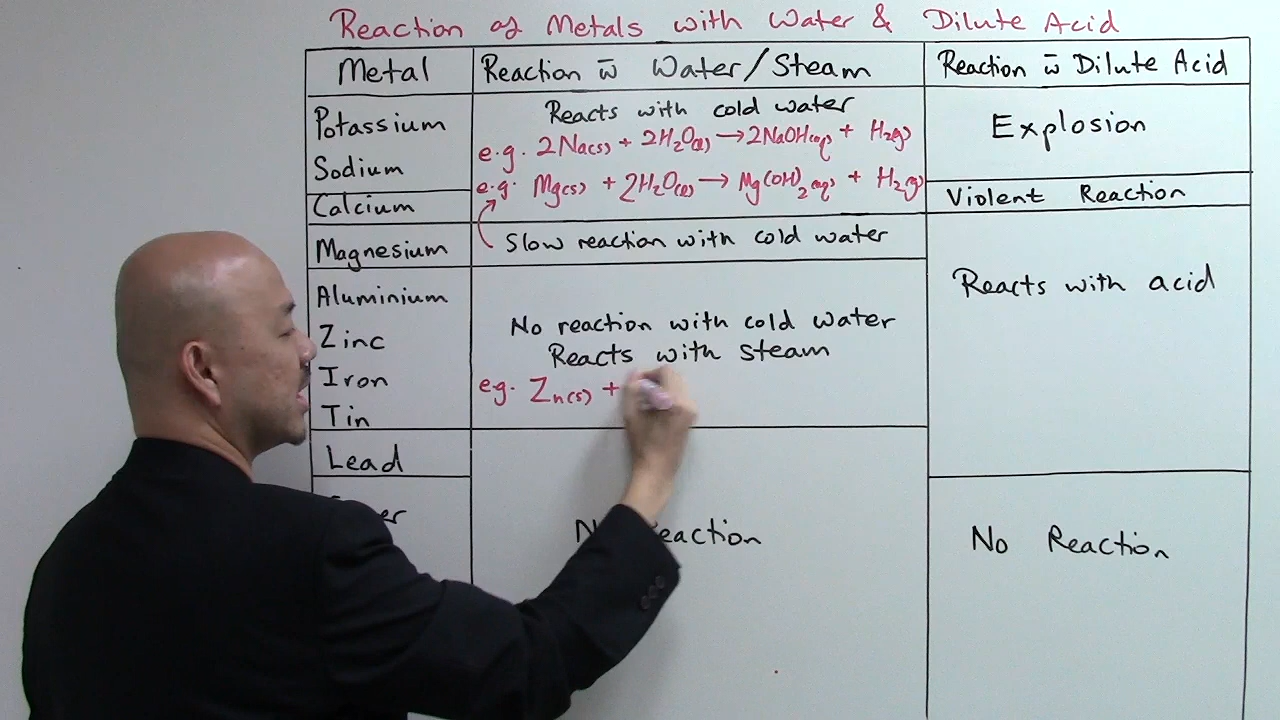 Reaction of Metals with Water & Dilute Acid
Metal
Reaction w̄ Water/Steam
Reaction w̄ Dilute Acid
Potassium
Sodium
Calcium
Magnesium
Aluminium
Zinc
Iron
Tin
Lead
Reacts with cold water
e.g. 2Na(s) + 2H₂O(l) → 2NaOH(aq) + H₂(g)
e.g. Mg(s) + 2H₂O(l) → Mg(OH)₂(aq) + H₂(g)
Slow reaction with cold water
No reaction with cold water
Reacts with steam
eg. Zn(s) +
Explosion
Violent Reaction
Reacts with acid
No Reaction